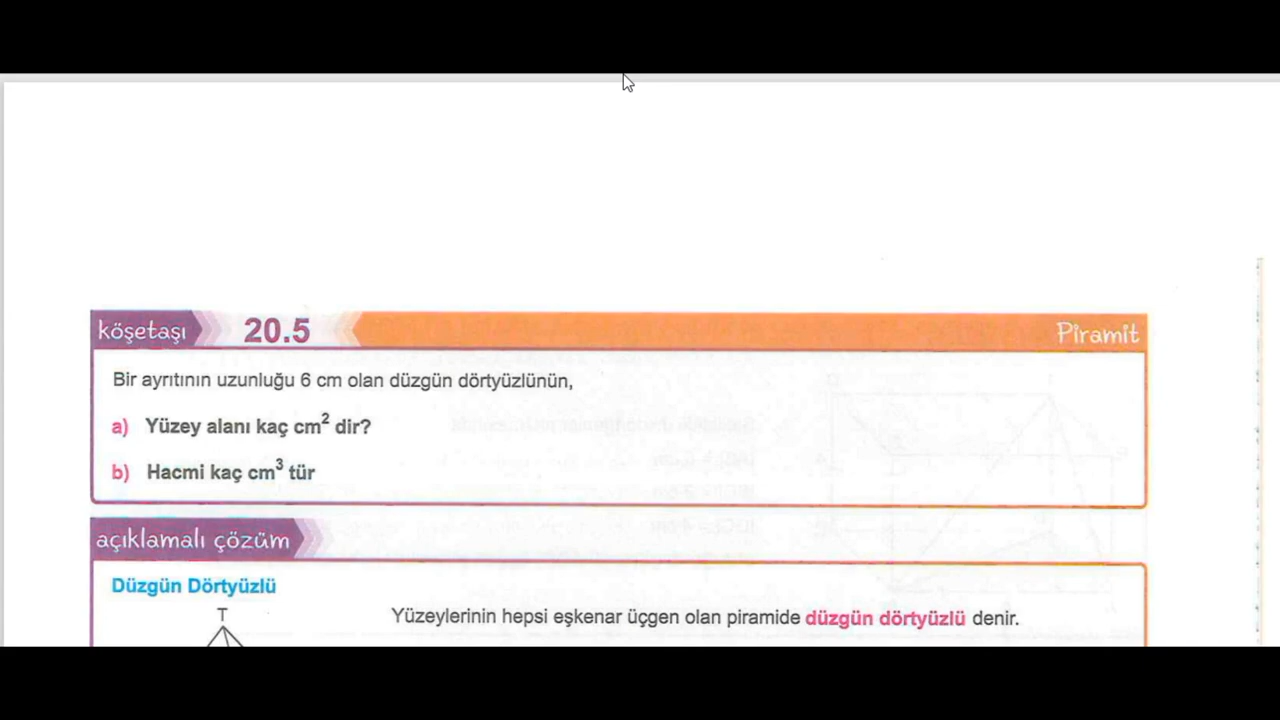 köşetaşı 20.5 Piramit
Bir ayrıtının uzunluğu 6 cm olan düzgün dörtyüzlünün,
a) Yüzey alanı kaç cm² dir?
b) Hacmi kaç cm³ tür
açıklamalı çözüm
Düzgün Dörtyüzlü
T
Yüzeylerinin hepsi eşkenar üçgen olan piramide düzgün dörtyüzlü denir.